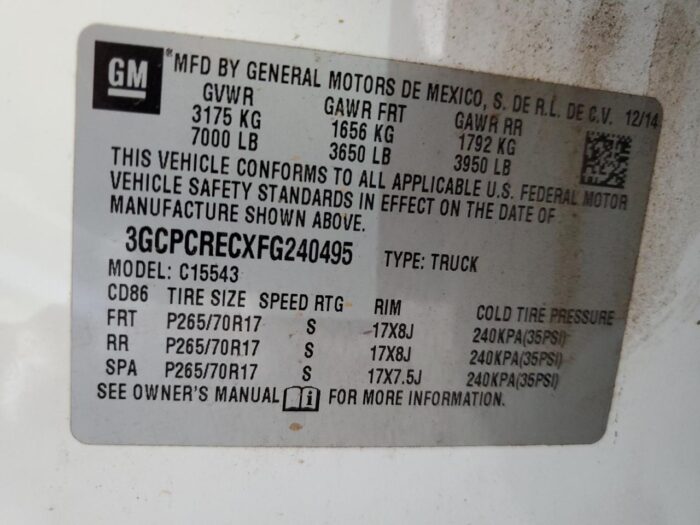 GM
MFD BY GENERAL MOTORS DE MEXICO, S. DE R.L. DE C.V. 12/14
GVWR GAWR FRT GAWR RR
3175 KG 1656 KG 1792 KG
7000 LB 3650 LB 3950 LB
THIS VEHICLE CONFORMS TO ALL APPLICABLE U.S. FEDERAL MOTOR
VEHICLE SAFETY STANDARDS IN EFFECT ON THE DATE OF
MANUFACTURE SHOWN ABOVE.
3GCPCRECXFG240495 TYPE: TRUCK
MODEL: C15543
CD86 TIRE SIZE SPEED RTG RIM COLD TIRE PRESSURE
FRT P265/70R17 S 17X8J 240KPA(35PSI)
RR P265/70R17 S 17X8J 240KPA(35PSI)
SPA P265/70R17 S 17X7.5J 240KPA(35PSI)
SEE OWNER'S MANUAL i FOR MORE INFORMATION.